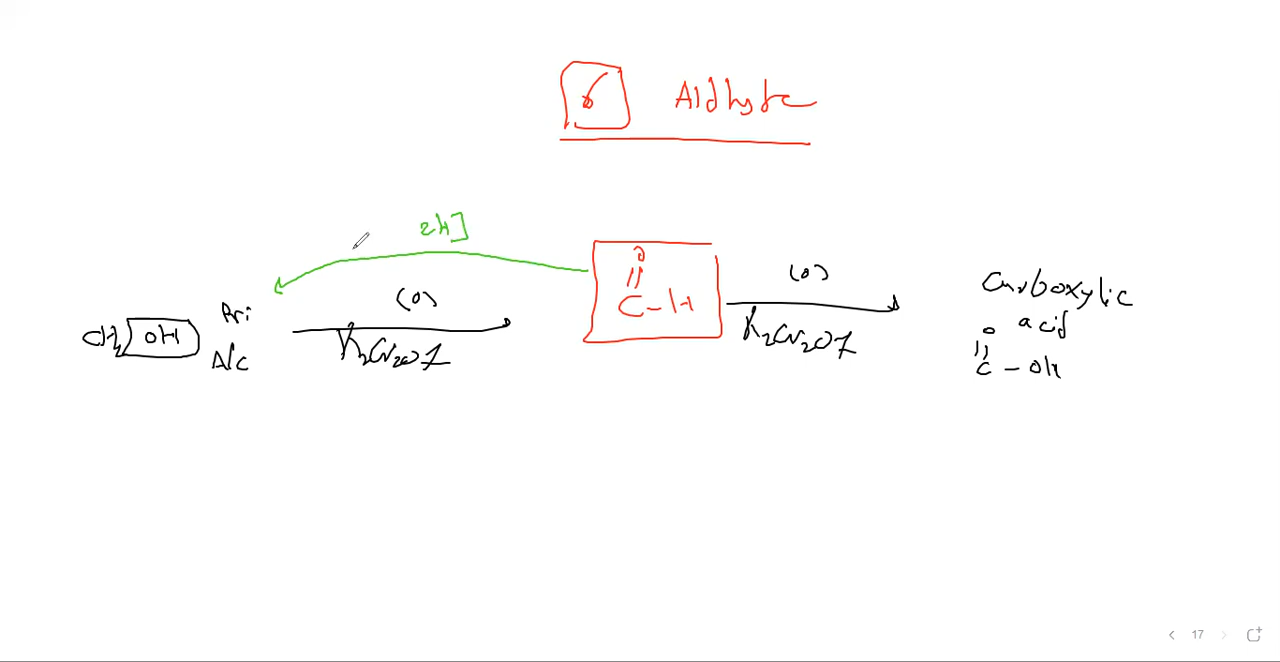 6 Aldhyde
2H]
(O)
Pri
CH2 OH
Alc
K2Cr2O7
O
||
C-H
(O)
K2Cr2O7
Carboxylic
acid
O
||
C-OH
17